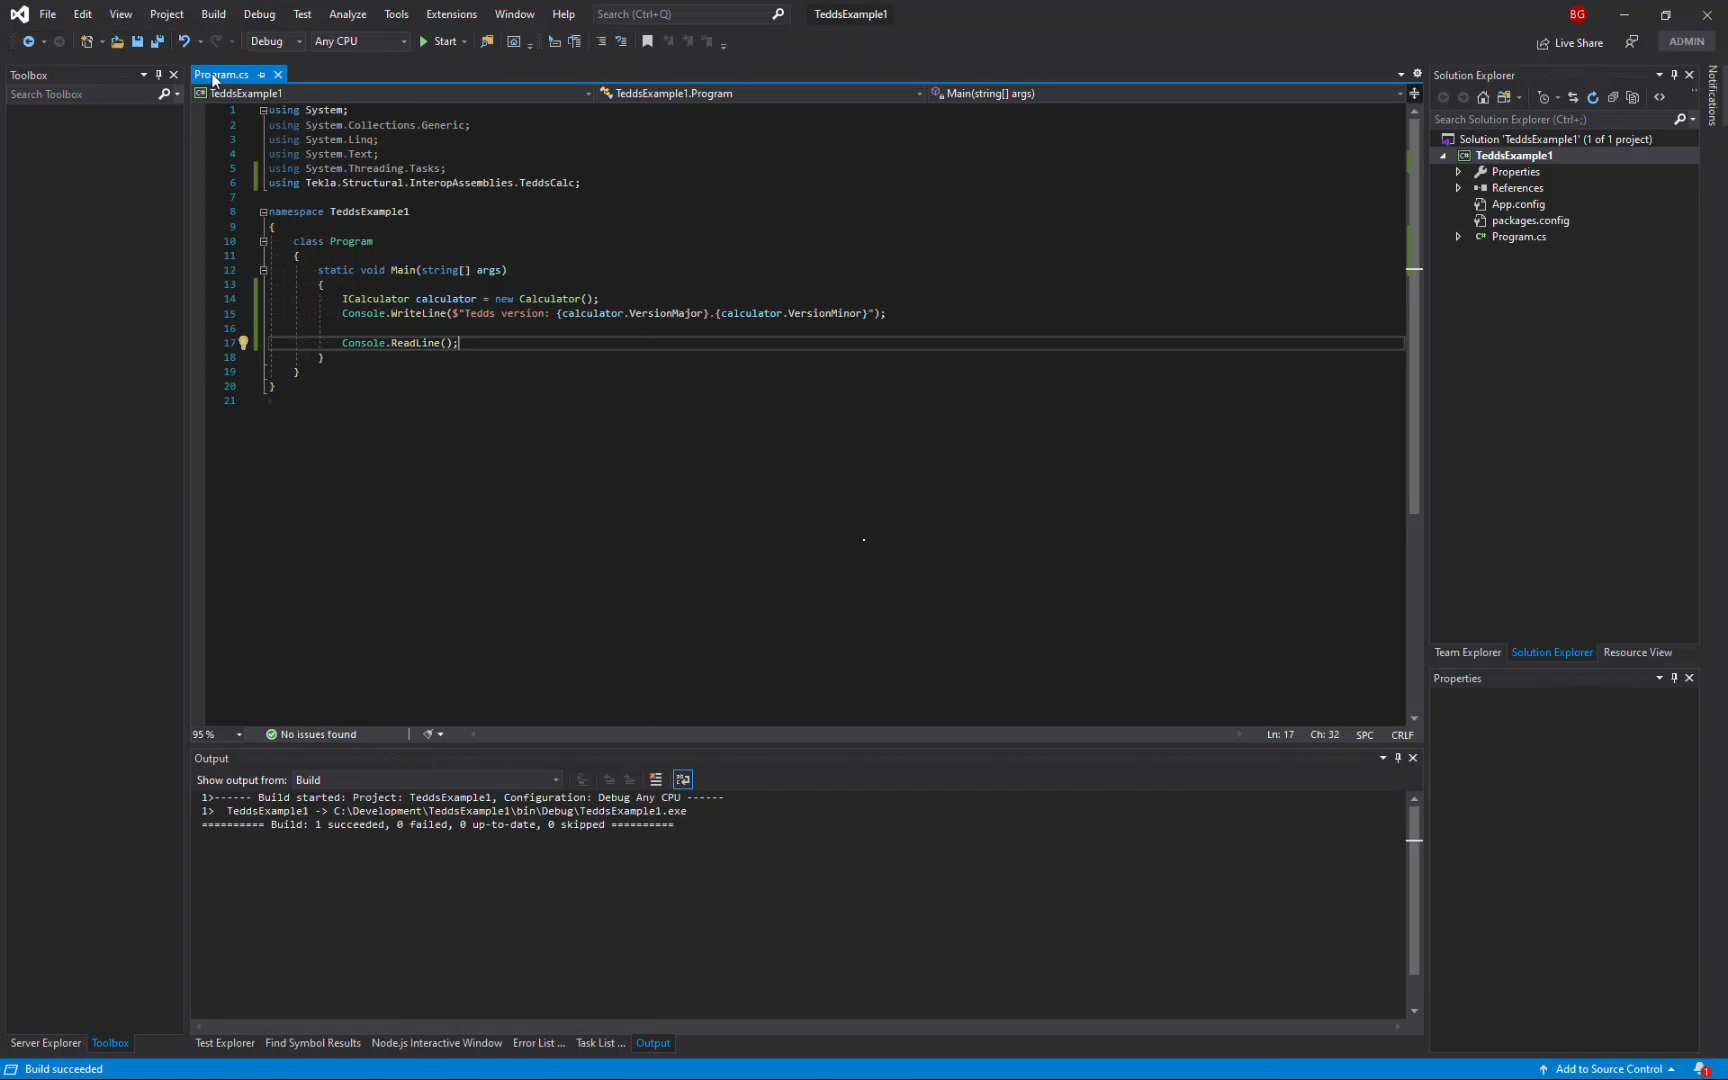 File Edit View Project Build Debug Test Analyze Tools Extensions Window Help Search (Ctrl+Q) TeddsExample1 BG
Debug Any CPU Start Live Share ADMIN
Toolbox
Search Toolbox
Program.cs
TeddsExample1 TeddsExample1.Program Main(string[] args)
1 using System;
2 using System.Collections.Generic;
3 using System.Linq;
4 using System.Text;
5 using System.Threading.Tasks;
6 using Tekla.Structural.InteropAssemblies.TeddsCalc;
7
8 namespace TeddsExample1
9 {
10 class Program
11 {
12 static void Main(string[] args)
13 {
14 ICalculator calculator = new Calculator();
15 Console.WriteLine($"Tedds version: {calculator.VersionMajor}.{calculator.VersionMinor}");
16
17 Console.ReadLine();
18 }
19 }
20 }
21
95 % No issues found Ln: 17 Ch: 32 SPC CRLF
Output
Show output from: Build
1>------ Build started: Project: TeddsExample1, Configuration: Debug Any CPU ------
1> TeddsExample1 -> C:\Development\TeddsExample1\bin\Debug\TeddsExample1.exe
========== Build: 1 succeeded, 0 failed, 0 up-to-date, 0 skipped ==========
Solution Explorer
Search Solution Explorer (Ctrl+;)
Solution 'TeddsExample1' (1 of 1 project)
TeddsExample1
Properties
References
App.config
packages.config
Program.cs
Team Explorer Solution Explorer Resource View
Properties
Notifications
Server Explorer Toolbox Test Explorer Find Symbol Results Node.js Interactive Window Error List ... Task List ... Output
Build succeeded Add to Source Control 1